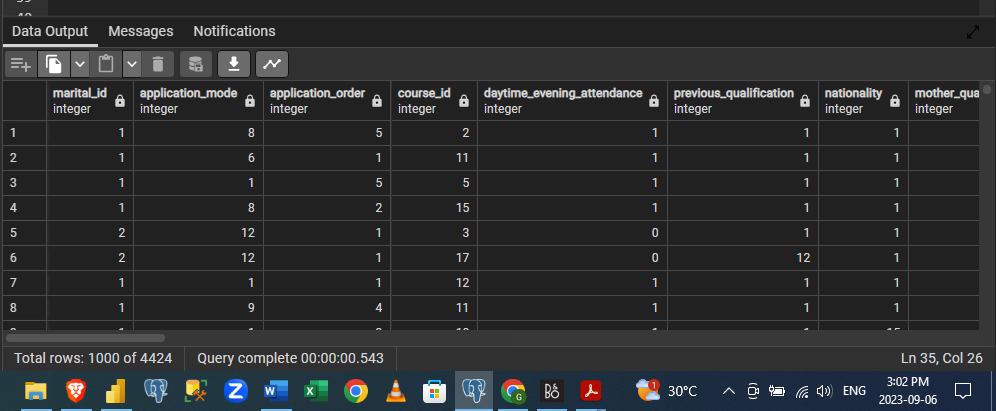 Data Output Messages Notifications
marital_id application_mode application_order course_id daytime_evening_attendance previous_qualification nationality mother_qua
integer integer integer integer integer integer integer integer
1 1 8 5 2 1 1 1
2 1 6 1 11 1 1 1
3 1 1 5 5 1 1 1
4 1 8 2 15 1 1 1
5 2 12 1 3 0 1 1
6 2 12 1 17 0 12 1
7 1 1 1 12 1 1 1
8 1 9 4 11 1 1 1
Total rows: 1000 of 4424 Query complete 00:00:00.543 Ln 35, Col 26
1 30°C ENG 3:02 PM
2023-09-06